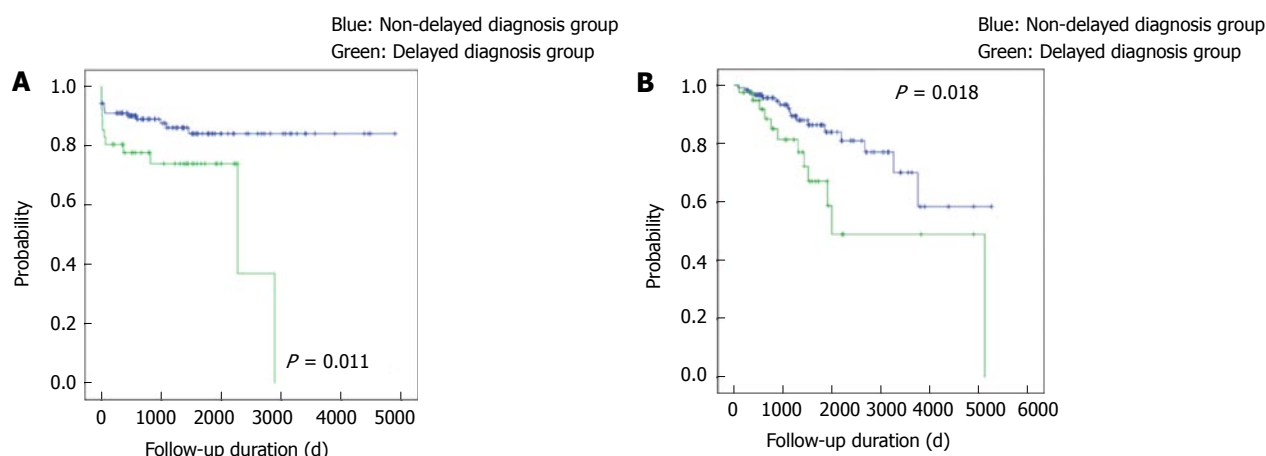 Blue: Non-delayed diagnosis group
Green: Delayed diagnosis group
A
1.0
0.8
0.6
0.4
0.2
0.0
Probability
P = 0.011
0 1000 2000 3000 4000 5000
Follow-up duration (d)
Blue: Non-delayed diagnosis group
Green: Delayed diagnosis group
B
P = 0.018
1.0
0.8
0.6
0.4
0.2
0.0
Probability
0 1000 2000 3000 4000 5000 6000
Follow-up duration (d)